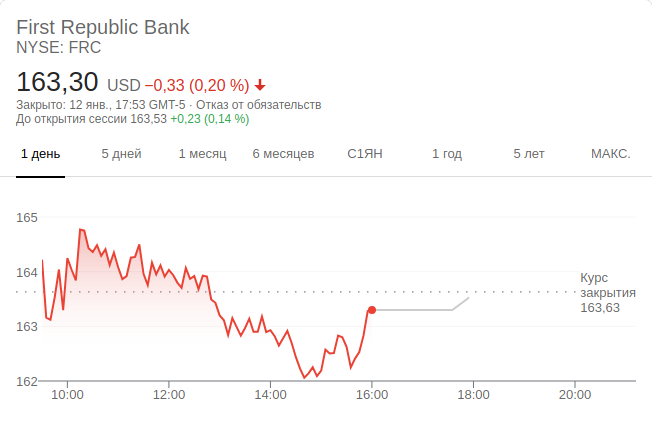 First Republic Bank
NYSE: FRC
163,30 USD −0,33 (0,20 %)
Закрыто: 12 янв., 17:53 GMT-5 · Отказ от обязательств
До открытия сессии 163,53 +0,23 (0,14 %)
1 день 5 дней 1 месяц 6 месяцев С1ЯН 1 год 5 лет МАКС.
165
164
163
162
Курс
закрытия
163,63
10:00 12:00 14:00 16:00 18:00 20:00